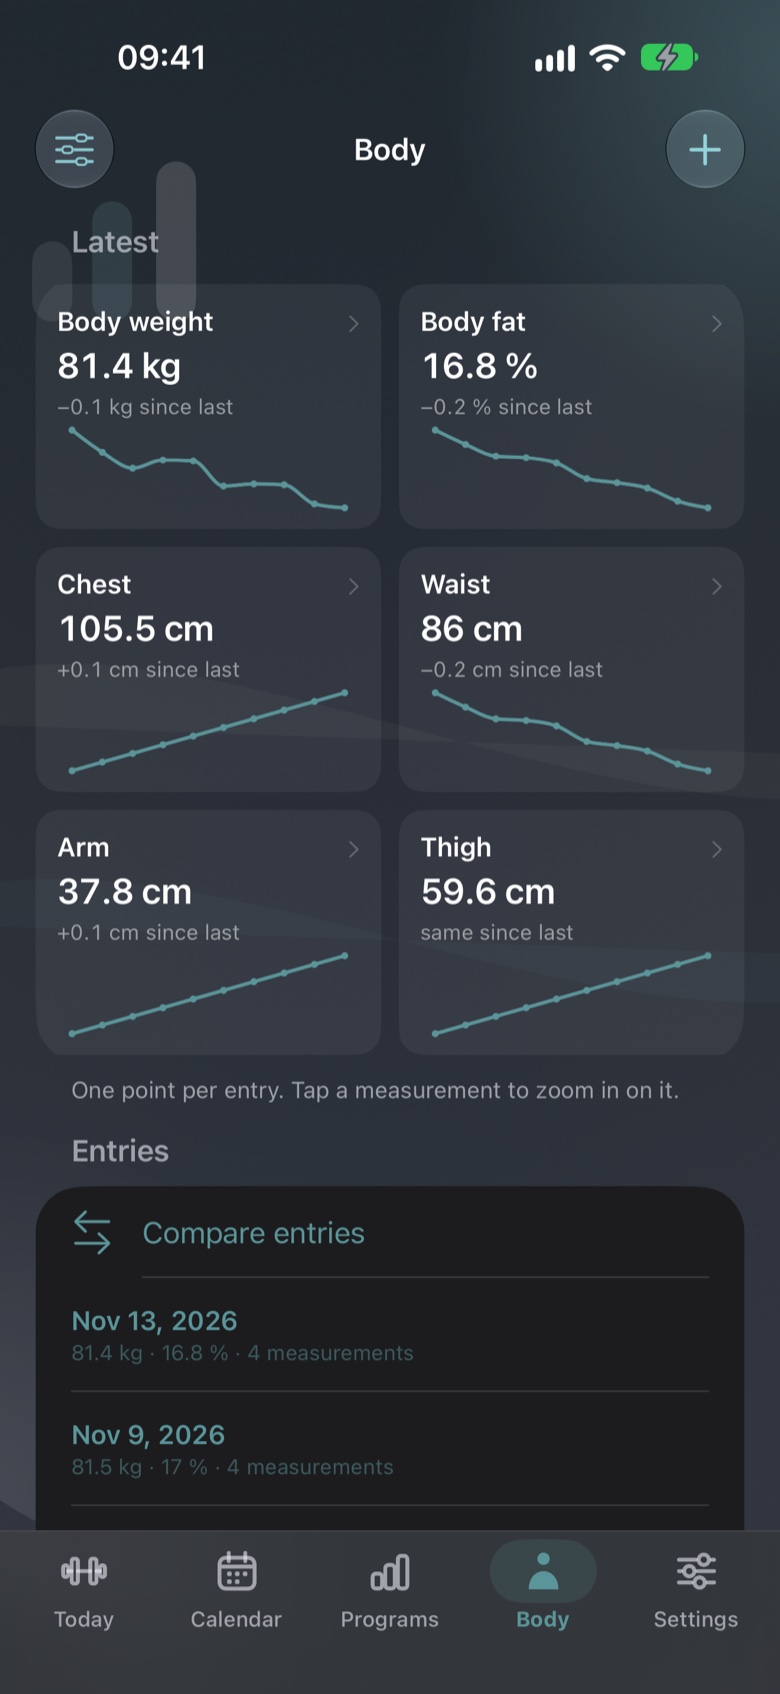 09:41
Body
Latest
Body weight
81.4 kg
−0.1 kg since last
Body fat
16.8 %
−0.2 % since last
Chest
105.5 cm
+0.1 cm since last
Waist
86 cm
−0.2 cm since last
Arm
37.8 cm
+0.1 cm since last
Thigh
59.6 cm
same since last
One point per entry. Tap a measurement to zoom in on it.
Entries
Compare entries
Nov 13, 2026
81.4 kg · 16.8 % · 4 measurements
Nov 9, 2026
81.5 kg · 17 % · 4 measurements
Today
Calendar
Programs
Body
Settings